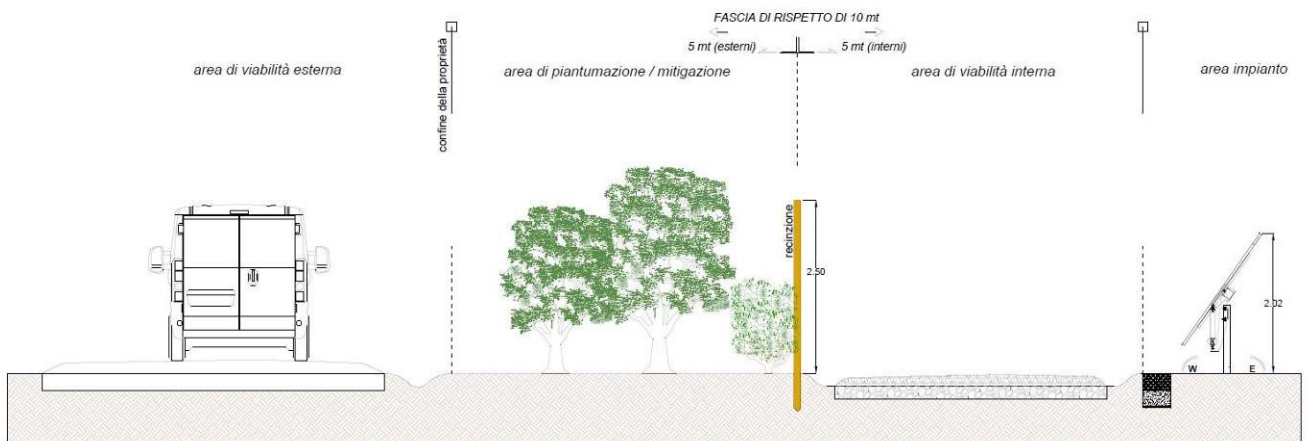 FASCIA DI RISPETTO DI 10 mt
5 mt (esterni)
5 mt (interni)
area di viabilità esterna
confine della proprietà
area di piantumazione / mitigazione
area di viabilità interna
area impianto
recinzione
2.50
2.02
W
E